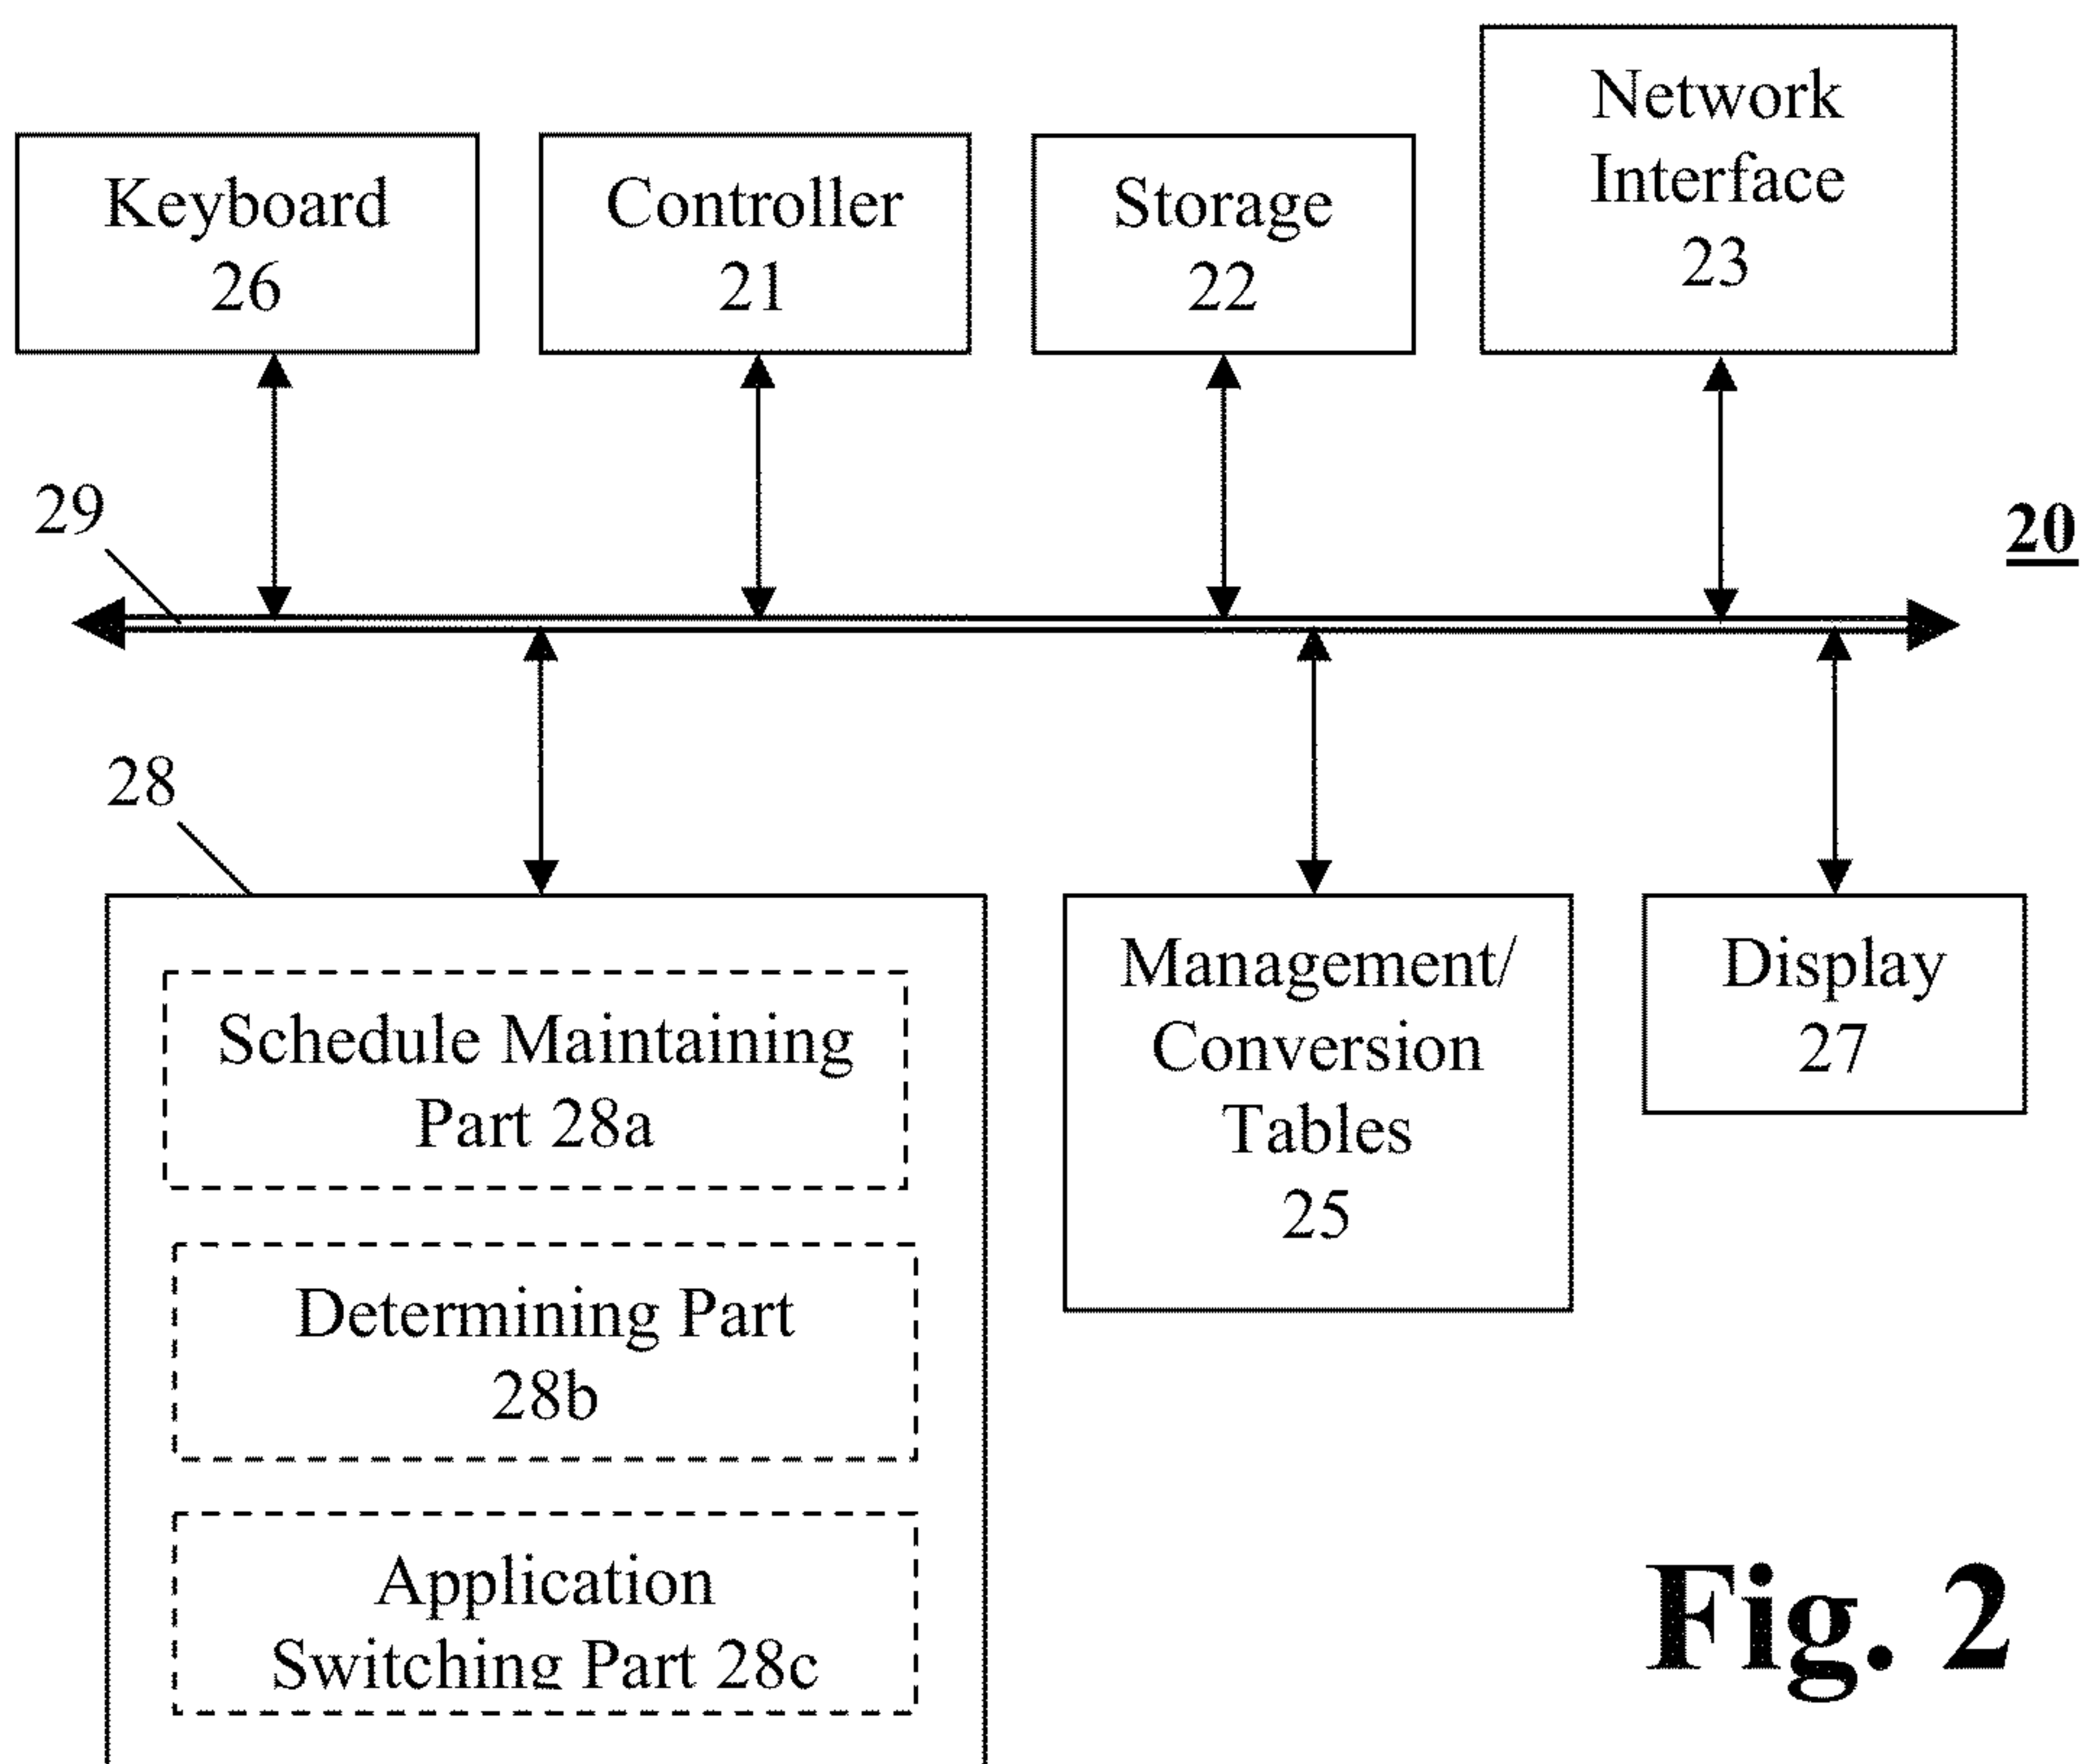 Keyboard
26
Controller
21
Storage
22
Network
Interface
23
29
20
28
Schedule Maintaining
Part 28a
Determining Part
28b
Application
Switching Part 28c
Management/
Conversion
Tables
25
Display
27
Fig. 2